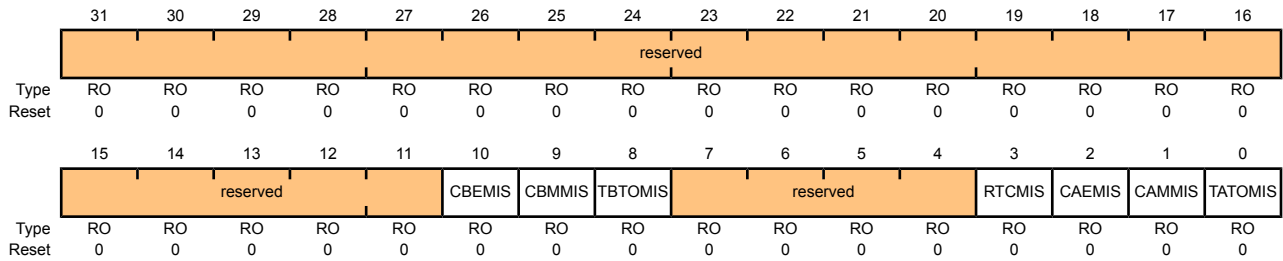 31 30 29 28 27 26 25 24 23 22 21 20 19 18 17 16
reserved
Type RO RO RO RO RO RO RO RO RO RO RO RO RO RO RO RO
Reset 0 0 0 0 0 0 0 0 0 0 0 0 0 0 0 0
15 14 13 12 11 10 9 8 7 6 5 4 3 2 1 0
reserved CBEMIS CBMMIS TBTOMIS reserved RTCMIS CAEMIS CAMMIS TATOMIS
Type RO RO RO RO RO RO RO RO RO RO RO RO RO RO RO RO
Reset 0 0 0 0 0 0 0 0 0 0 0 0 0 0 0 0